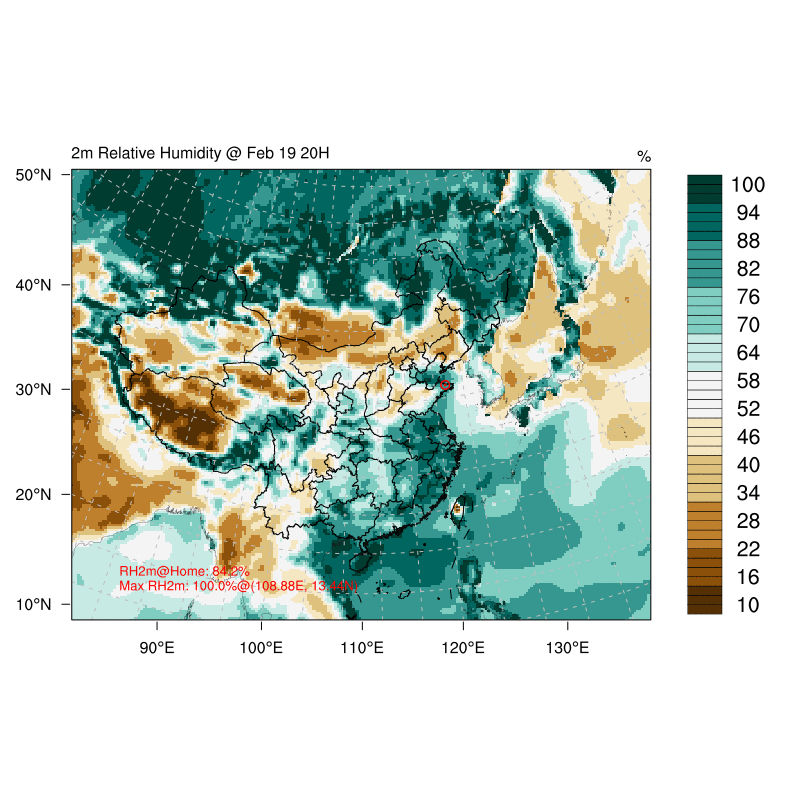 2m Relative Humidity @ Feb 19 20H
%
50°N
40°N
30°N
20°N
10°N
90°E
100°E
110°E
120°E
130°E
100
94
88
82
76
70
64
58
52
46
40
34
28
22
16
10
RH2m@Home: 84.2%
Max RH2m: 100.0%@(108.88E, 13.41N)